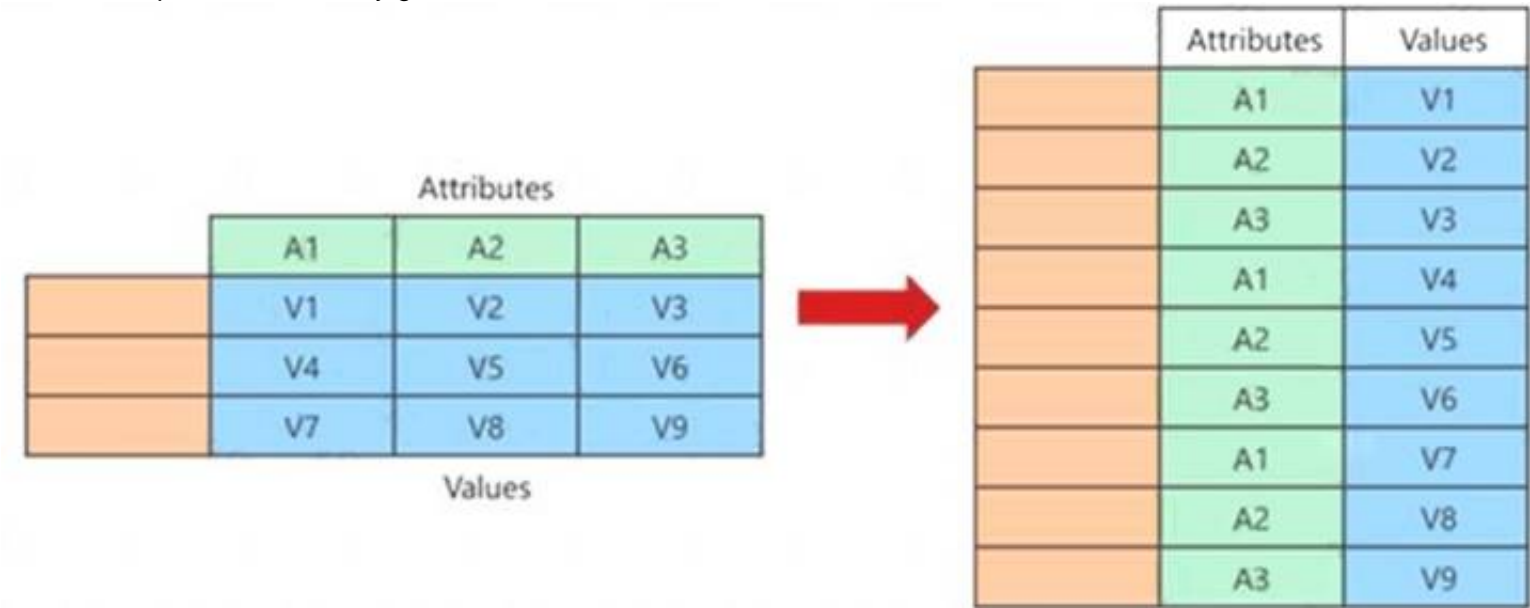 Attributes
A1 A2 A3
V1 V2 V3
V4 V5 V6
V7 V8 V9
Values
Attributes Values
A1 V1
A2 V2
A3 V3
A1 V4
A2 V5
A3 V6
A1 V7
A2 V8
A3 V9